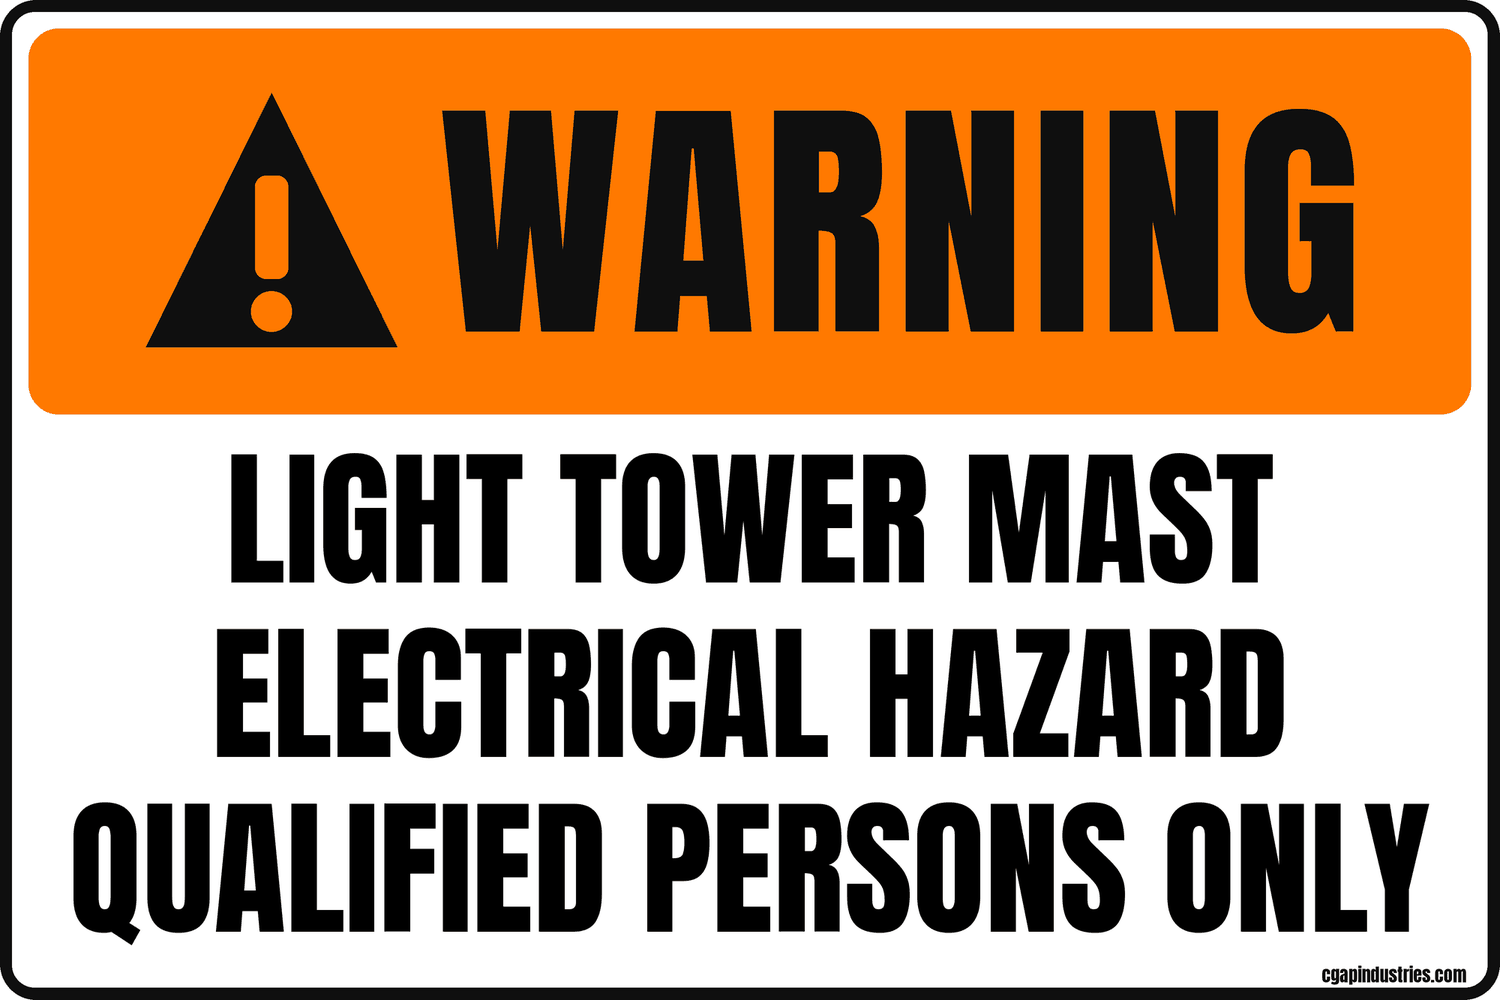 WARNING
LIGHT TOWER MAST
ELECTRICAL HAZARD
QUALIFIED PERSONS ONLY
cgapindustries.com